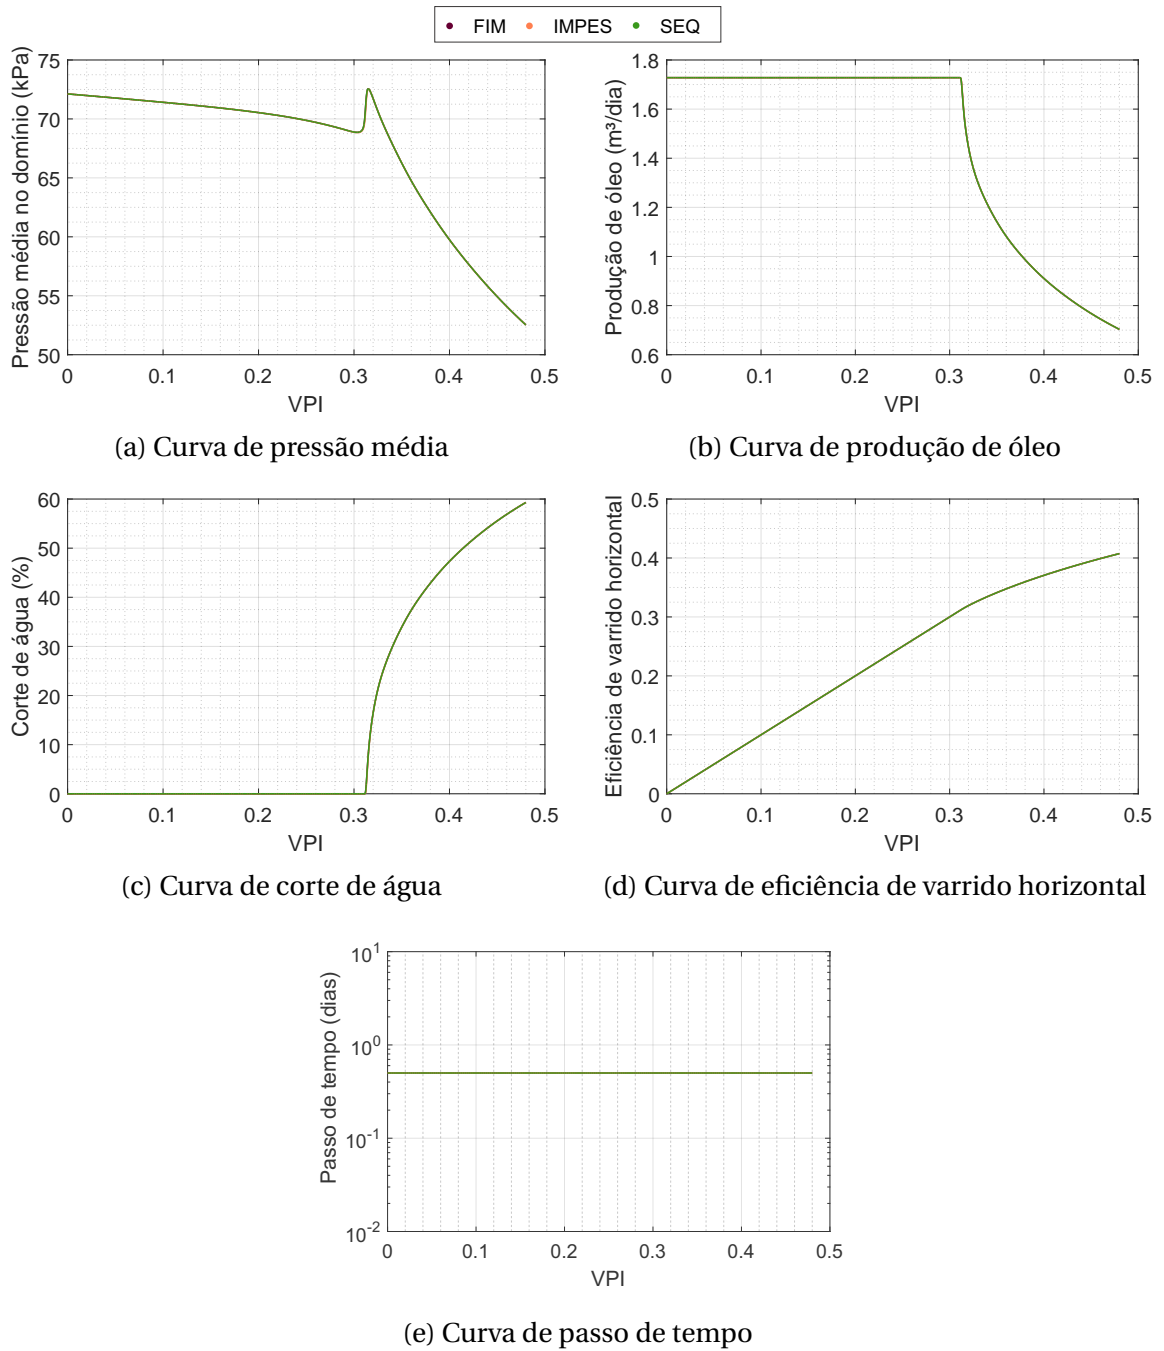 FIM IMPES SEQ
Pressão média no domínio (kPa)
75
70
65
60
55
50
0 0.1 0.2 0.3 0.4 0.5
VPI
(a) Curva de pressão média
Produção de óleo (m³/dia)
1.8
1.6
1.4
1.2
1
0.8
0.6
0 0.1 0.2 0.3 0.4 0.5
VPI
(b) Curva de produção de óleo
Corte de água (%)
60
50
40
30
20
10
0
0 0.1 0.2 0.3 0.4 0.5
VPI
(c) Curva de corte de água
Eficiência de varrido horizontal
0.5
0.4
0.3
0.2
0.1
0
0 0.1 0.2 0.3 0.4 0.5
VPI
(d) Curva de eficiência de varrido horizontal
Passo de tempo (dias)
10^1
10^0
10^-1
10^-2
0 0.1 0.2 0.3 0.4 0.5
VPI
(e) Curva de passo de tempo